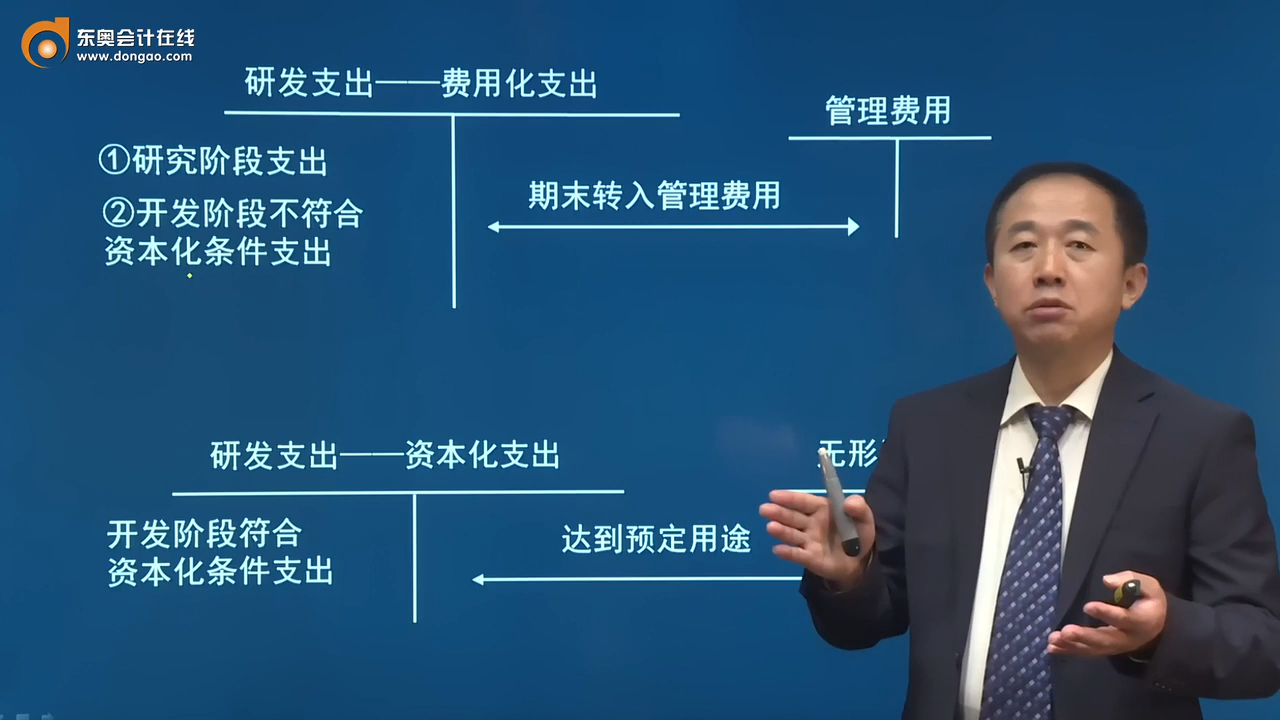 东奥会计在线
www.dongao.com
研发支出——费用化支出
管理费用
①研究阶段支出
②开发阶段不符合
资本化条件支出
期末转入管理费用
研发支出——资本化支出
无形
开发阶段符合
资本化条件支出
达到预定用途